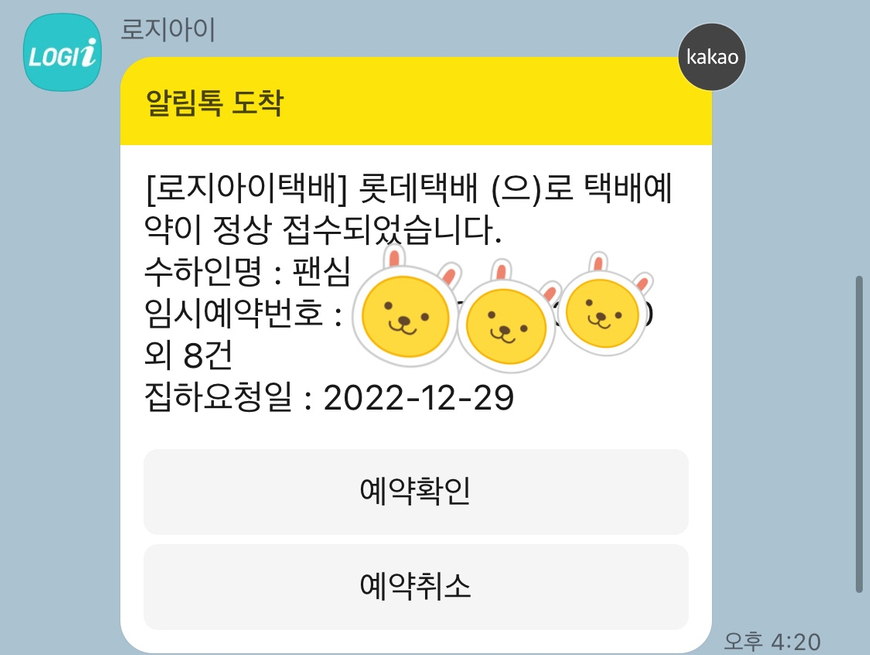 로지아이
LOGIi
kakao
알림톡 도착
[로지아이택배] 롯데택배 (으)로 택배예
약이 정상 접수되었습니다.
수하인명 : 팬심
임시예약번호 :
외 8건
집하요청일 : 2022-12-29
예약확인
예약취소
오후 4:20